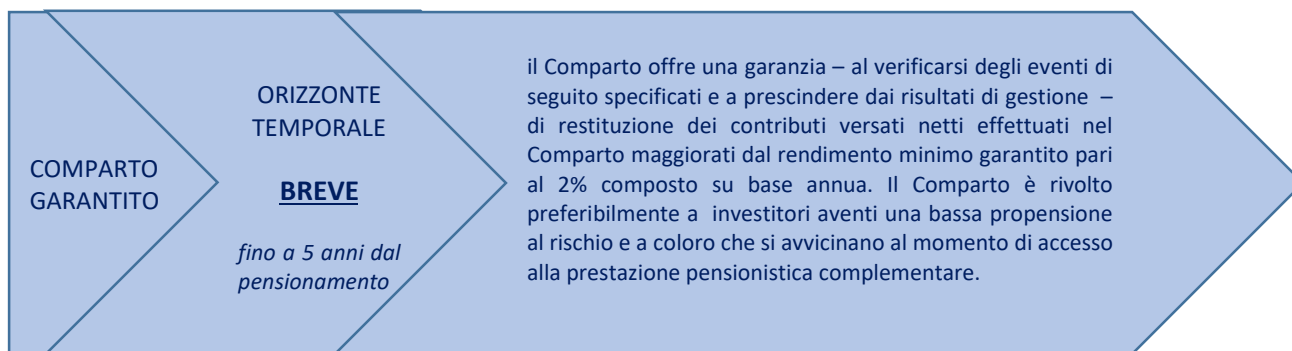 COMPARTO
GARANTITO
ORIZZONTE
TEMPORALE
BREVE
fino a 5 anni dal
pensionamento
il Comparto offre una garanzia – al verificarsi degli eventi di
seguito specificati e a prescindere dai risultati di gestione –
di restituzione dei contributi versati netti effettuati nel
Comparto maggiorati dal rendimento minimo garantito pari
al 2% composto su base annua. Il Comparto è rivolto
preferibilmente a investitori aventi una bassa propensione
al rischio e a coloro che si avvicinano al momento di accesso
alla prestazione pensionistica complementare.